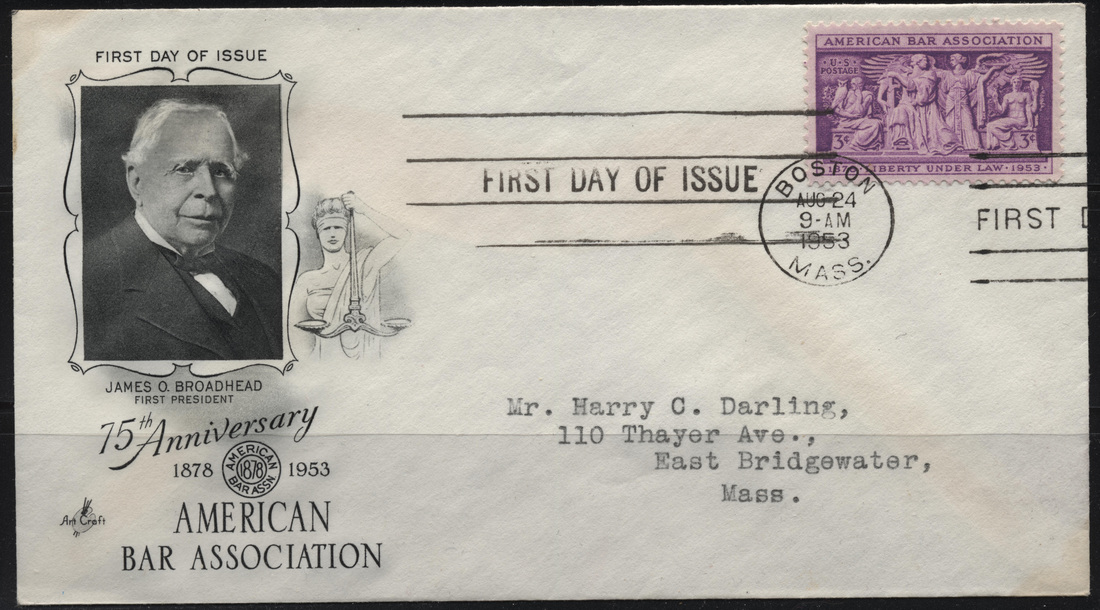 FIRST DAY OF ISSUE
JAMES O. BROADHEAD
FIRST PRESIDENT
75th Anniversary
1878 AMERICAN BAR ASSN 1878 1953
Art Craft
AMERICAN
BAR ASSOCIATION
AMERICAN BAR ASSOCIATION
U·S·
POSTAGE
3¢ 3¢
LIBERTY UNDER LAW · 1953 ·
FIRST DAY OF ISSUE
BOSTON
AUG 24
9-AM
1953
MASS.
FIRST D
Mr. Harry C. Darling,
110 Thayer Ave.,
East Bridgewater,
Mass.